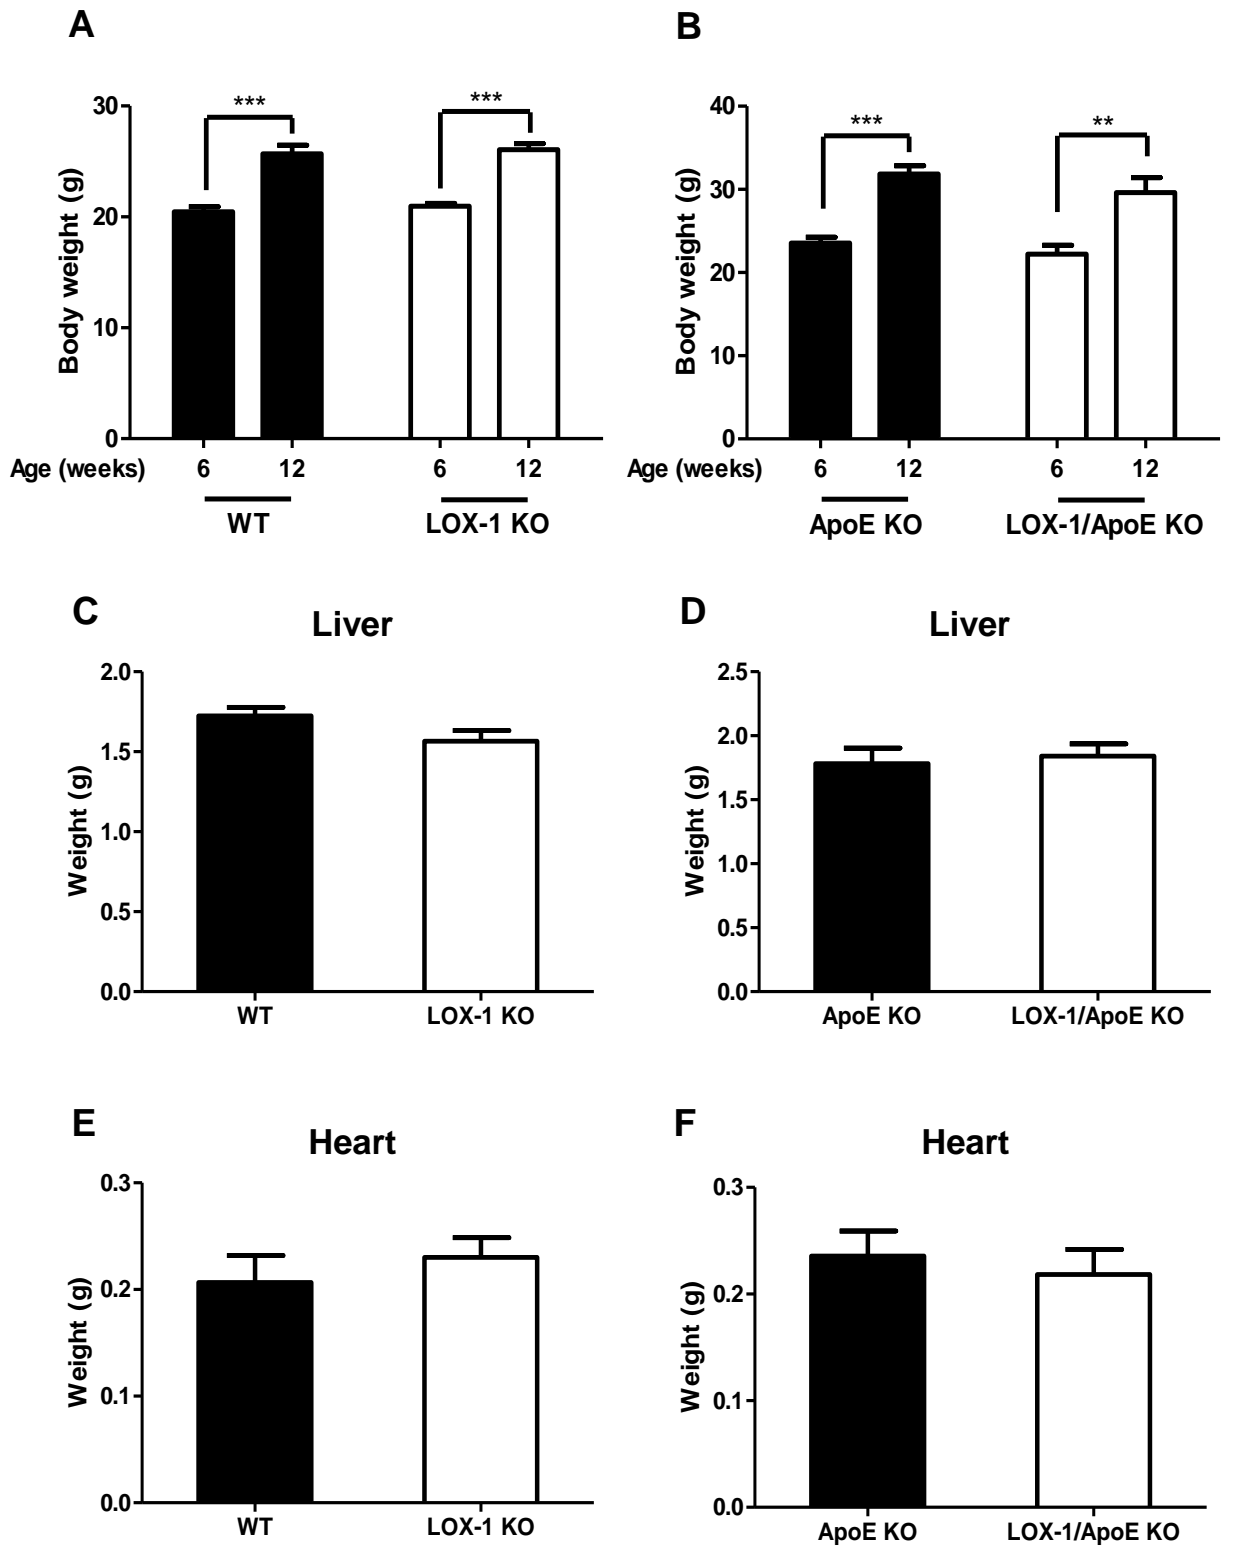 A
B
***
***
***
**
30
20
10
0
Body weight (g)
40
30
20
10
0
Body weight (g)
Age (weeks)
6
12
6
12
Age (weeks)
6
12
6
12
WT
LOX-1 KO
ApoE KO
LOX-1/ApoE KO
C
Liver
D
Liver
2.0
1.5
1.0
0.5
0.0
Weight (g)
WT
LOX-1 KO
2.5
2.0
1.5
1.0
0.5
0.0
Weight (g)
ApoE KO
LOX-1/ApoE KO
E
Heart
F
Heart
0.3
0.2
0.1
0.0
Weight (g)
WT
LOX-1 KO
0.3
0.2
0.1
0.0
Weight (g)
ApoE KO
LOX-1/ApoE KO